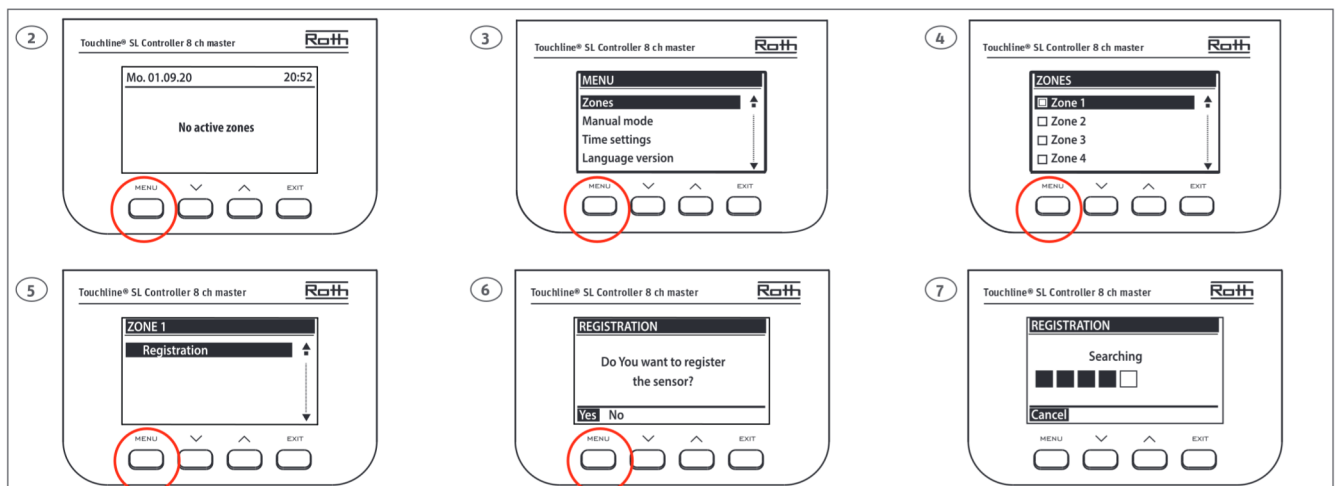 2
Touchline® SL Controller 8 ch master Roth
Mo. 01.09.20 20:52
No active zones
MENU EXIT
3
Touchline® SL Controller 8 ch master Roth
MENU
Zones
Manual mode
Time settings
Language version
MENU EXIT
4
Touchline® SL Controller 8 ch master Roth
ZONES
Zone 1
Zone 2
Zone 3
Zone 4
MENU EXIT
5
Touchline® SL Controller 8 ch master Roth
ZONE 1
Registration
MENU EXIT
6
Touchline® SL Controller 8 ch master Roth
REGISTRATION
Do You want to register
the sensor?
Yes No
MENU EXIT
7
Touchline® SL Controller 8 ch master Roth
REGISTRATION
Searching
Cancel
MENU EXIT